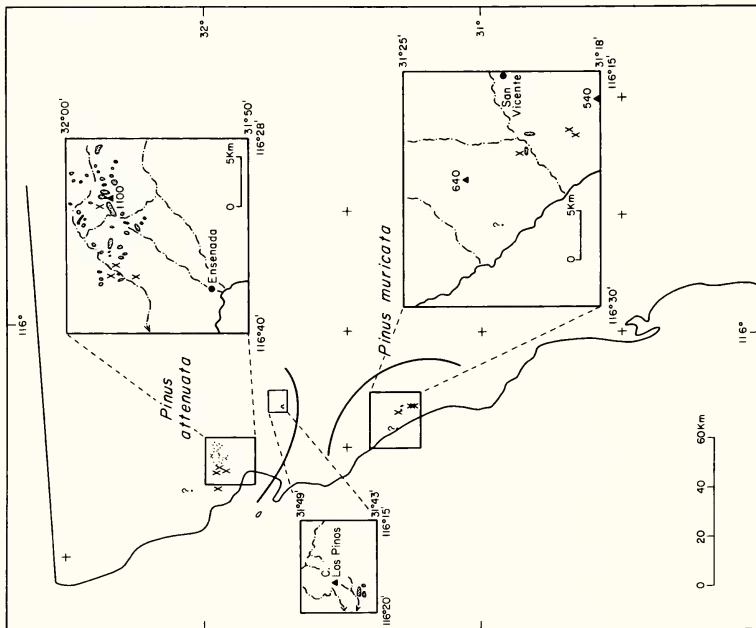 32°
31°
32°00'
31°50'
116°28'
5Km
0
1100
Ensenada
116°40'
31°25'
31°18'
116°15'
540
San
Vicente
640
?
5Km
0
116°30'
116°
Pinus
attenuata
Pinus muricata
?
?
31°49'
31°43'
116°15'
C.
Los Pinos
116°20'
116°
0 20 40 60Km